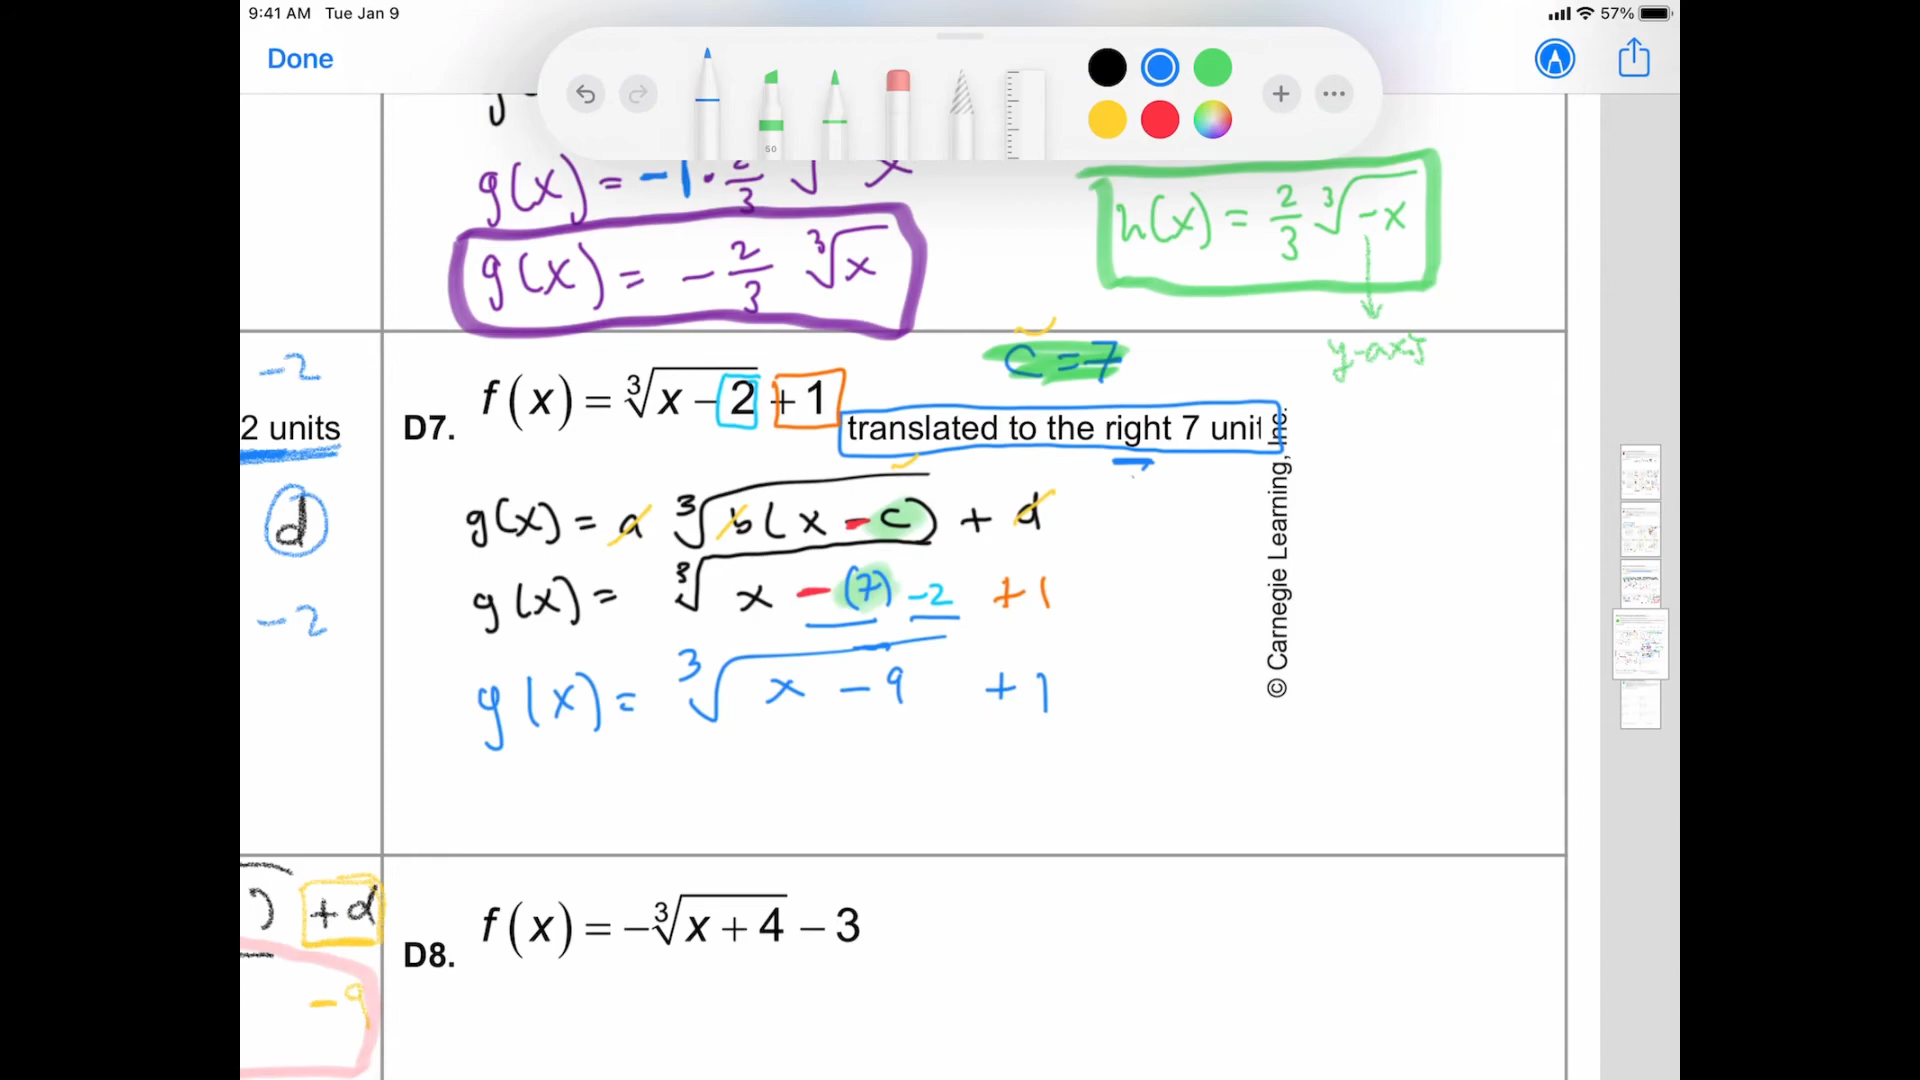 9:41 AM Tue Jan 9
57%
Done
50
g(x) = -1 · 2/3 √ x
g(x) = - 2/3 ∛x
h(x) = 2/3 ∛-x
y-axis
-2
2 units
d
-2
c = 7
D7. f(x) = ∛x − 2 + 1
translated to the right 7 unit
g(x) = a ∛b(x - c) + d
g(x) = ∛x - (7) -2 +1
g(x) = ∛x - 9 + 1
© Carnegie Learning, Inc.
) + d
- 9
D8. f(x) = −∛x + 4 − 3